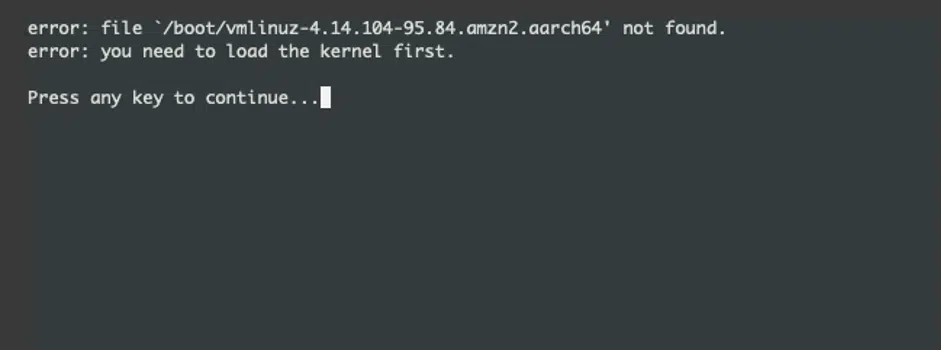 error: file `/boot/vmlinuz-4.14.104-95.84.amzn2.aarch64' not found.
error: you need to load the kernel first.
Press any key to continue...